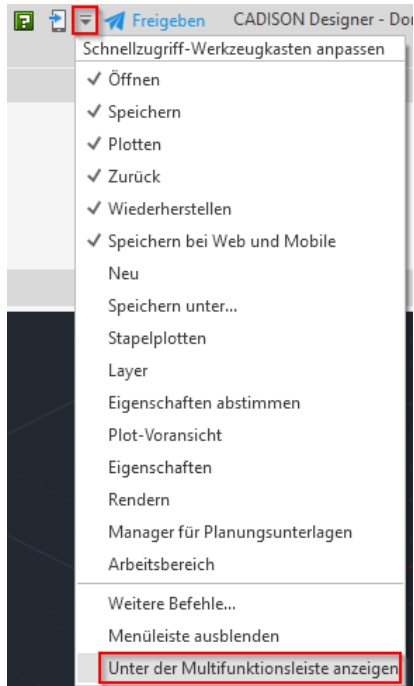 Freigeben CADISON Designer - Dor
Schnellzugriff-Werkzeugkasten anpassen
Öffnen
Speichern
Plotten
Zurück
Wiederherstellen
Speichern bei Web und Mobile
Neu
Speichern unter...
Stapelplotten
Layer
Eigenschaften abstimmen
Plot-Voransicht
Eigenschaften
Rendern
Manager für Planungsunterlagen
Arbeitsbereich
Weitere Befehle...
Menüleiste ausblenden
Unter der Multifunktionsleiste anzeigen